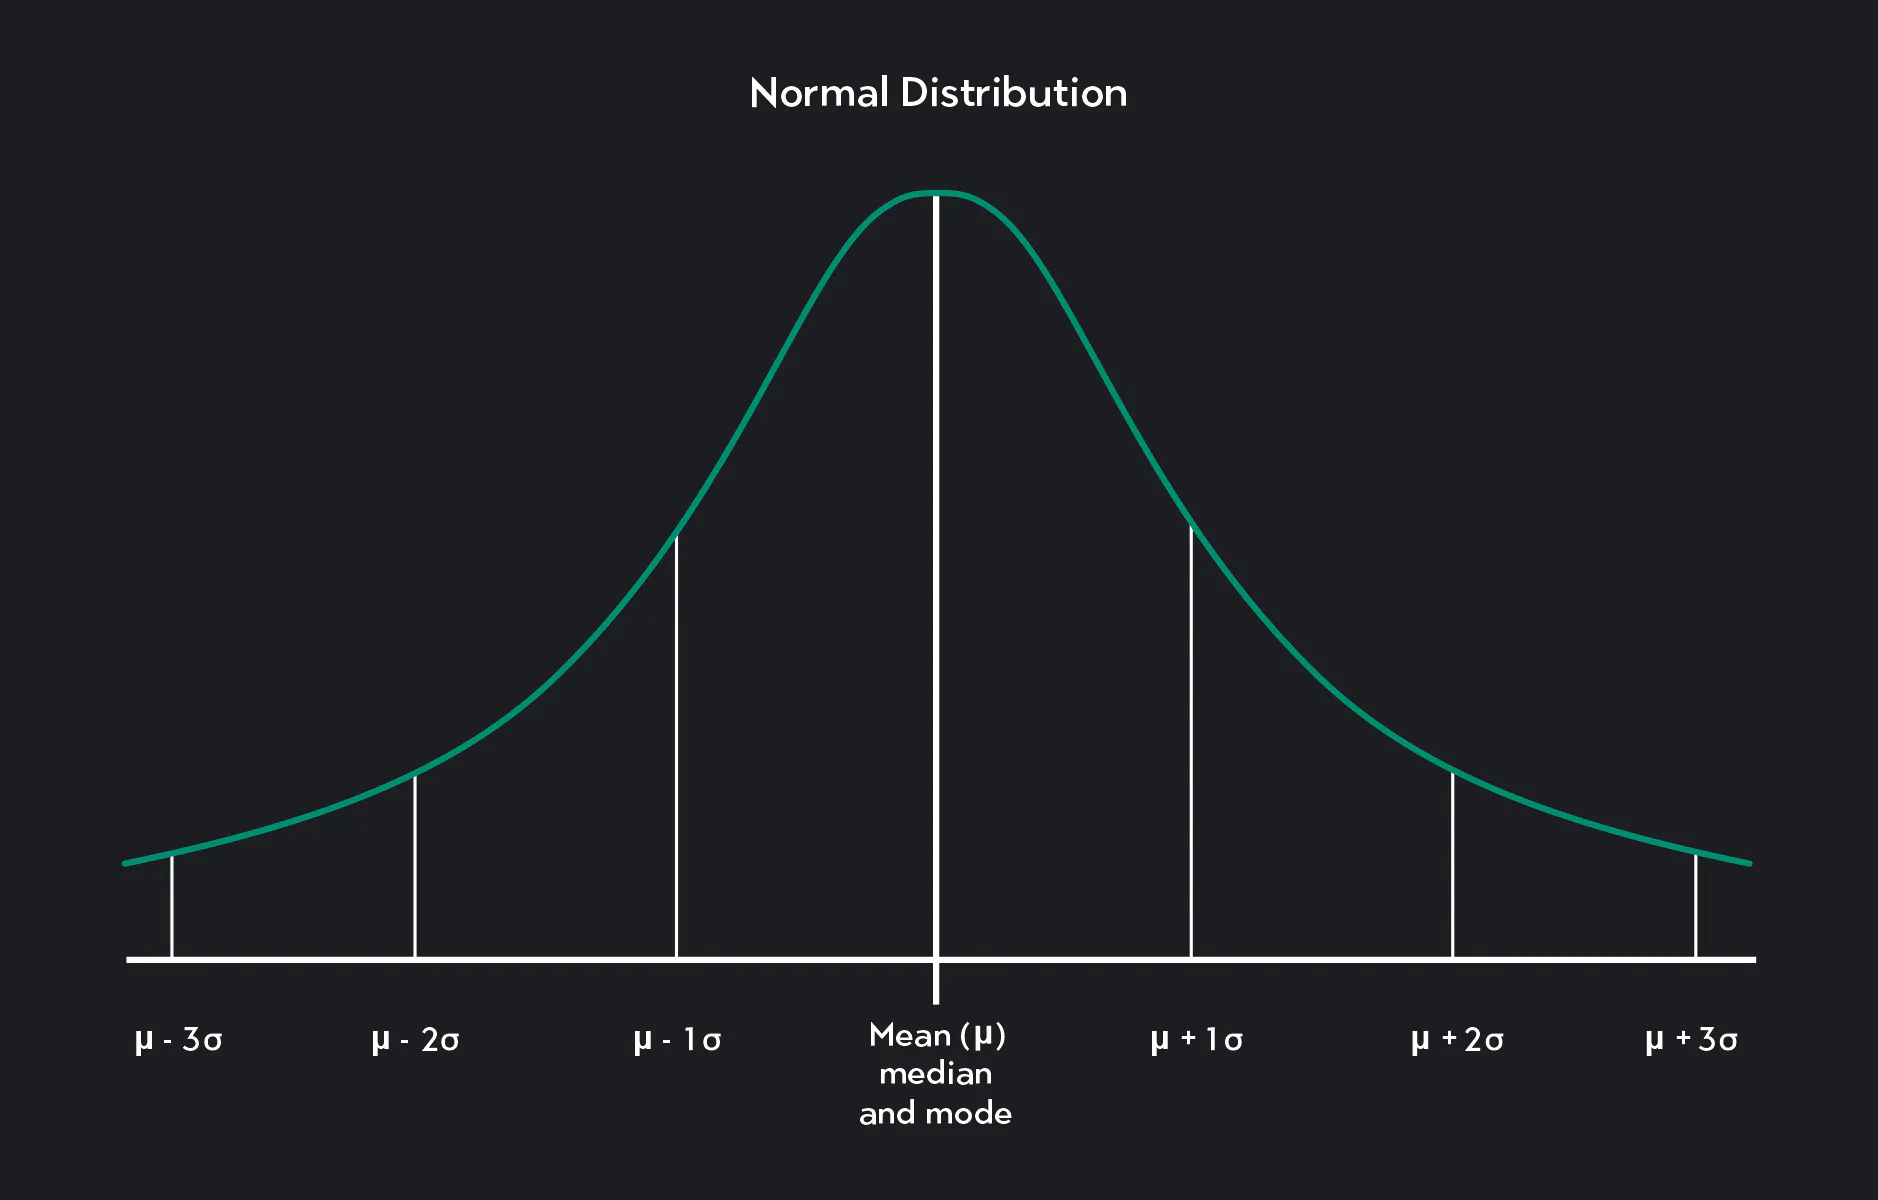 Normal Distribution
μ - 3σ
μ - 2σ
μ - 1σ
Mean (μ)
median
and mode
μ + 1σ
μ + 2σ
μ + 3σ